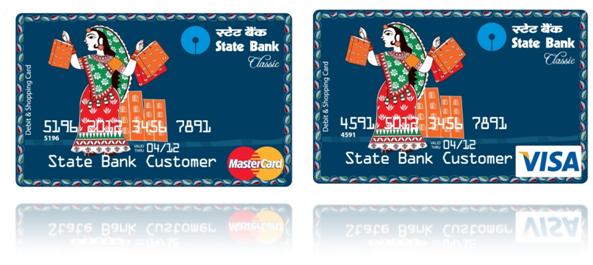 स्टेट बैंक
State Bank
Classic
Debit & Shopping Card
5196 2012 3456 7891
5196
VALID THRU 04/12
State Bank Customer
MasterCard
स्टेट बैंक
State Bank
Classic
Debit & Shopping Card
4591 2012 3456 7891
4591
VALID THRU 04/12
State Bank Customer
VISA